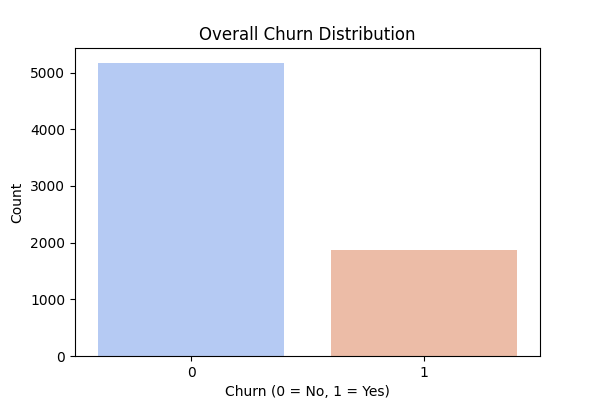 Overall Churn Distribution
5000
4000
3000
2000
1000
0
Count
0 1
Churn (0 = No, 1 = Yes)